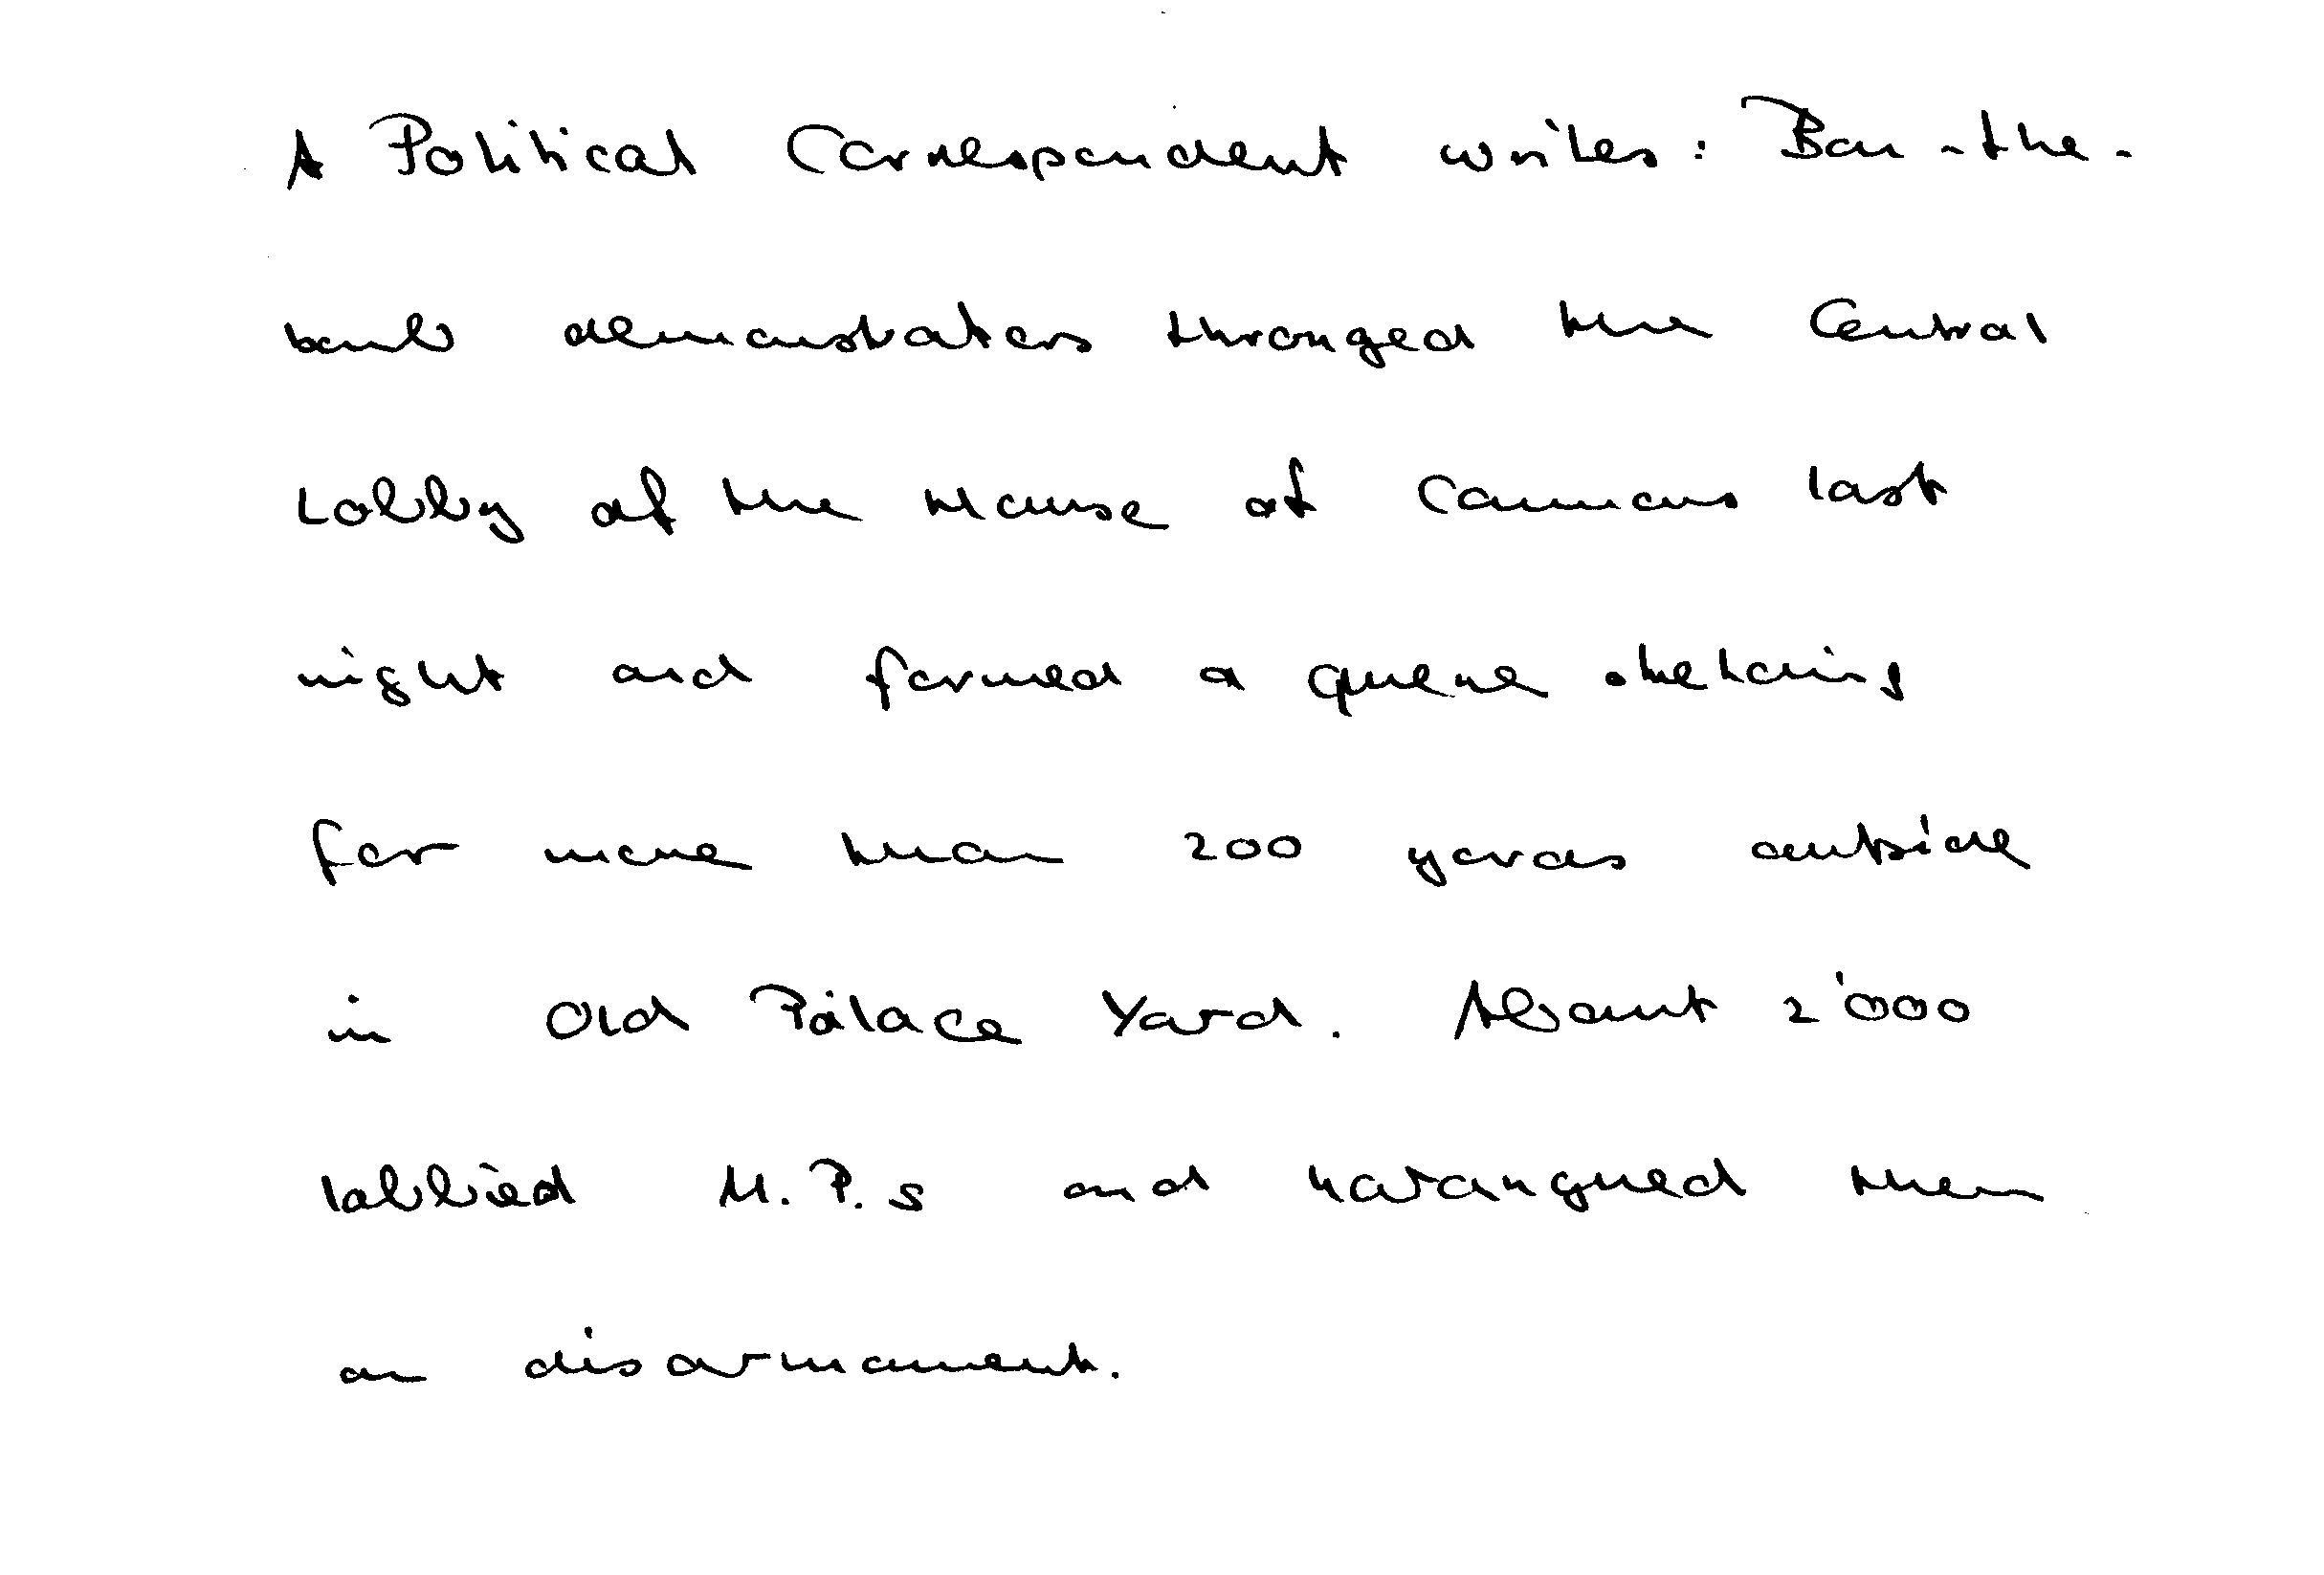 A Political Correspondent writes: Ban-the-
bomb demonstrators thronged the Central
Lobby of the House of Commons last
night and formed a queue stretching
for more than 200 yards outside
in Old Palace Yard. About 2'000
lobbied M.P.s and harangued them
on disarmament.